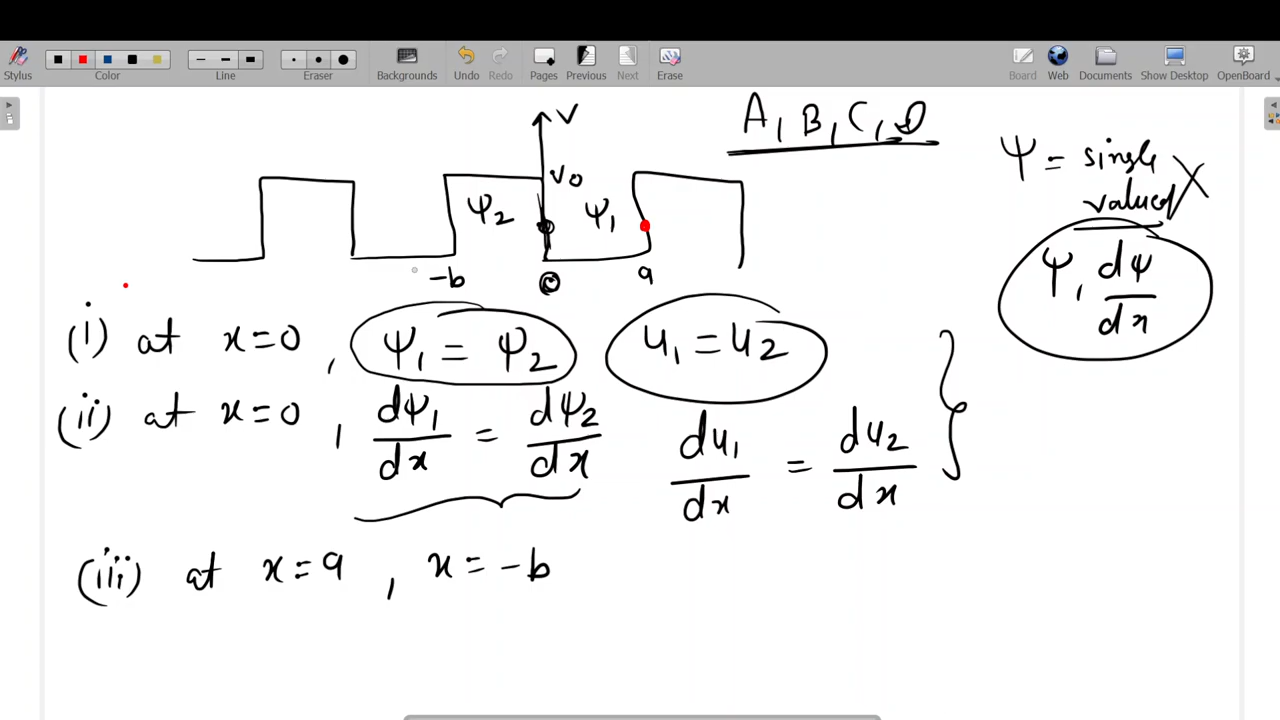 Stylus Color Line Eraser Backgrounds Undo Redo Pages Previous Next Erase Board Web Documents Show Desktop OpenBoard
V
A, B, C, D
ψ = single valued
V0
ψ2 ψ1
-b 0 a
ψ, dψ/dx
(i) at x=0, ψ1 = ψ2 u1 = u2
(ii) at x=0, dψ1/dx = dψ2/dx du1/dx = du2/dx
(iii) at x=a, x=-b